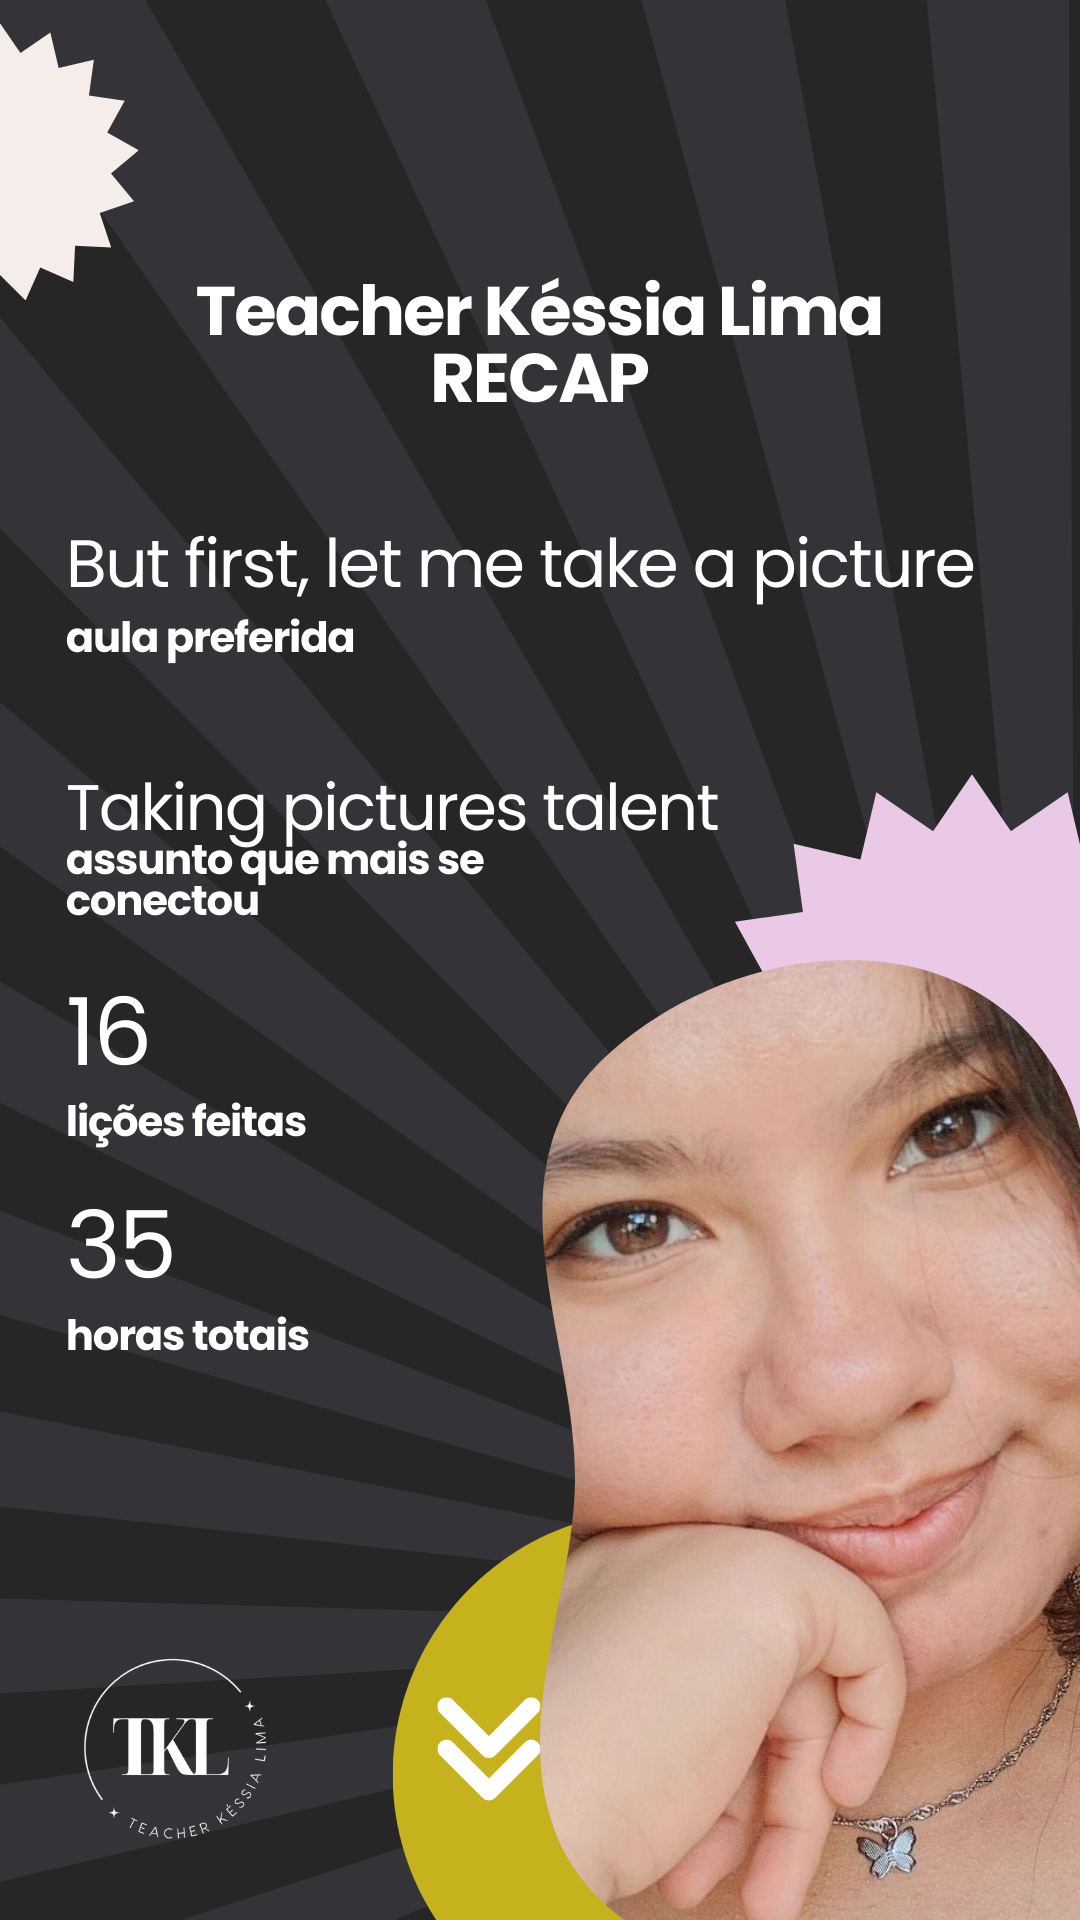 Teacher Késsia Lima
RECAP
But first, let me take a picture
aula preferida
Taking pictures talent
assunto que mais se
conectou
16
lições feitas
35
horas totais
TKL
TEACHER KÉSSIA LIMA